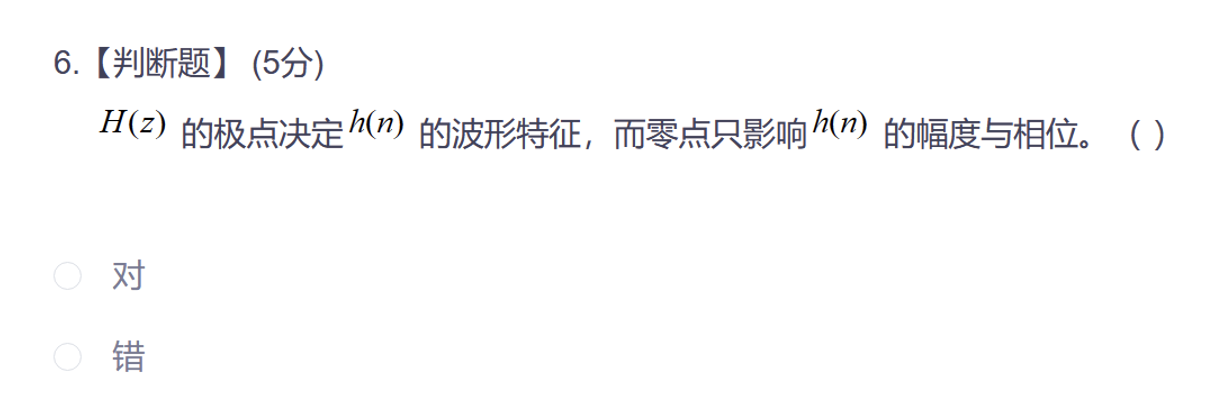 6.【判断题】 (5分)
H(z) 的极点决定 h(n) 的波形特征，而零点只影响 h(n) 的幅度与相位。 ( )
对
错